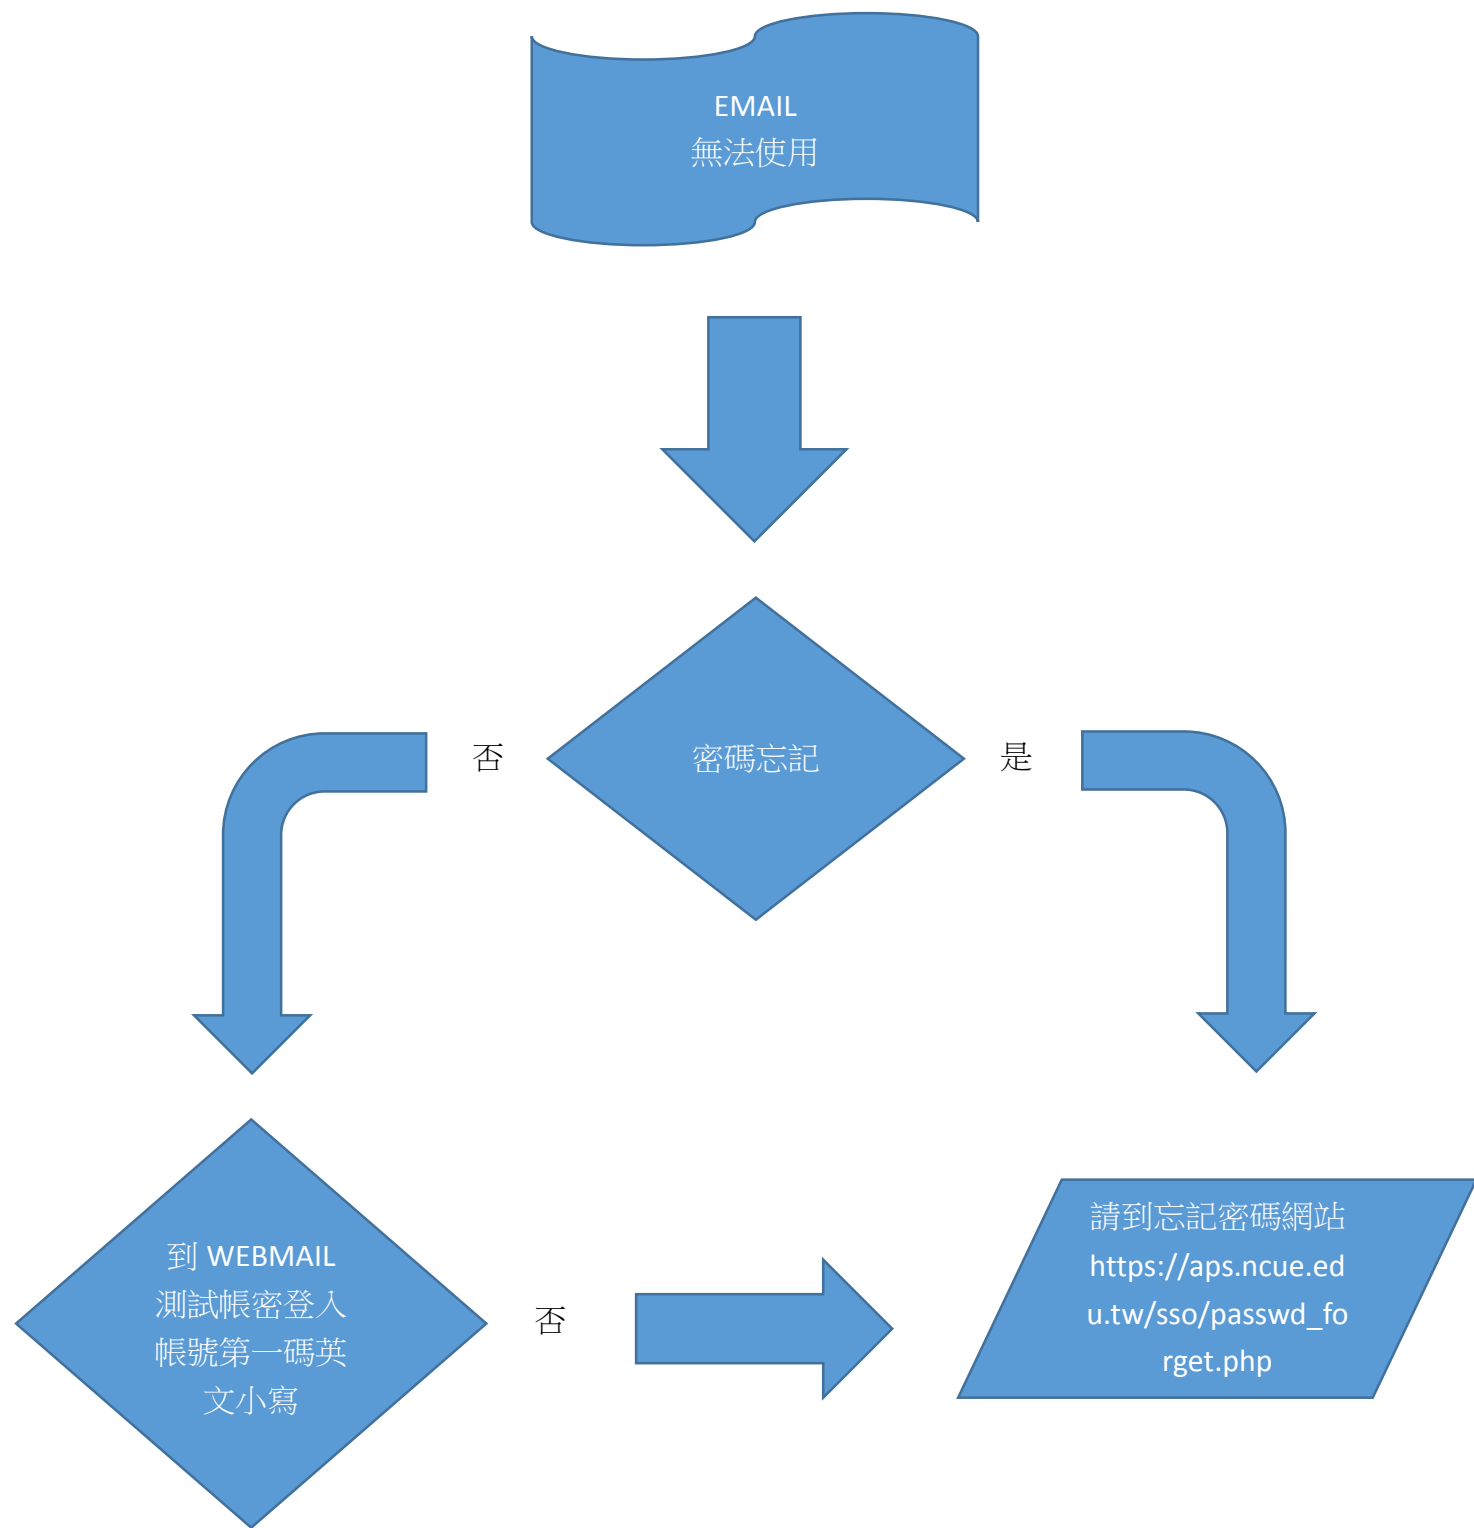 EMAIL
無法使用
否
密碼忘記
是
到 WEBMAIL
測試帳密登入
帳號第一碼英
文小寫
否
請到忘記密碼網站
https://aps.ncue.ed
u.tw/sso/passwd_fo
rget.php